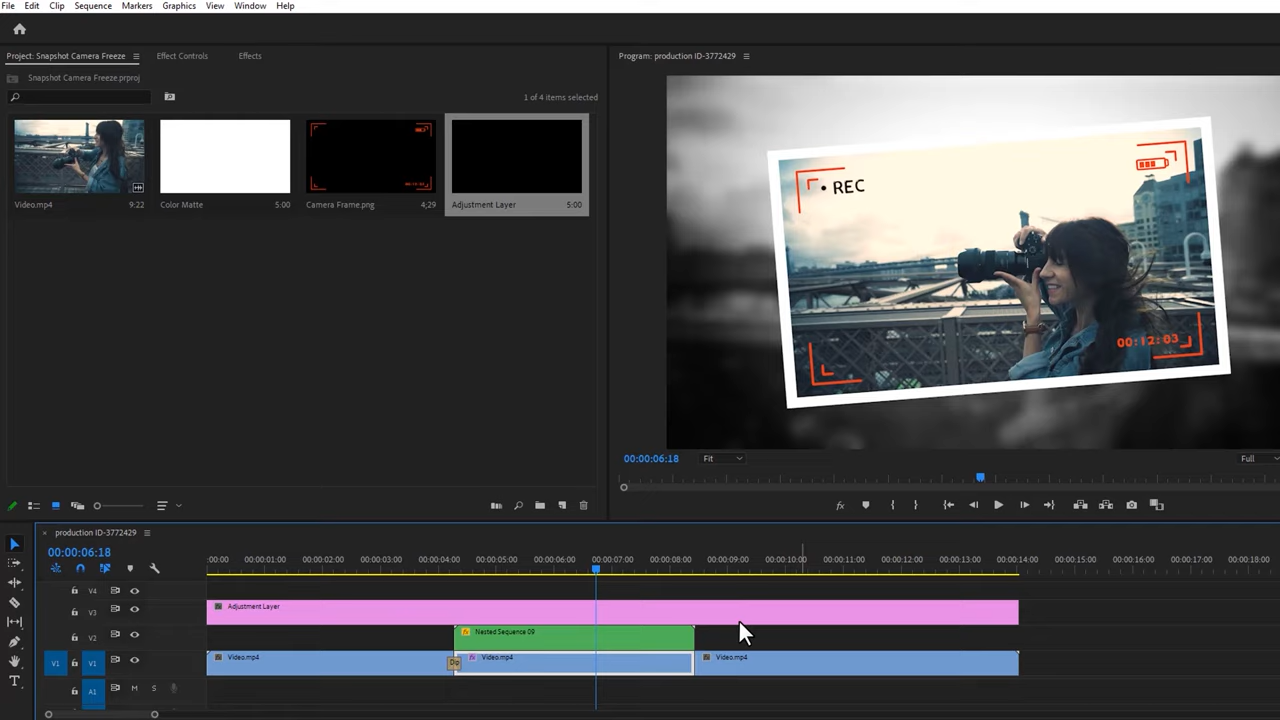 File Edit Clip Sequence Markers Graphics View Window Help
Project: Snapshot Camera Freeze Effect Controls Effects
Program: production ID-3772429
Snapshot Camera Freeze.prproj
1 of 4 items selected
Video.mp4 9:22
Color Matte 5:00
Camera Frame.png 4;29
Adjustment Layer 5:00
• REC
00:12:03
00:00:06:18 Fit Full
× production ID-3772429
00:00:06:18
:00:00 00:00:01:00 00:00:02:00 00:00:03:00 00:00:04:00 00:00:05:00 00:00:06:00 00:00:07:00 00:00:08:00 00:00:09:00 00:00:10:00 00:00:11:00 00:00:12:00 00:00:13:00 00:00:14:00 00:00:15:00 00:00:16:00 00:00:17:00 00:00:18:00
V4
V3 Adjustment Layer
V2 Nested Sequence 09
V1 V1 Video.mp4 Dip Video.mp4 Video.mp4
A1 M S